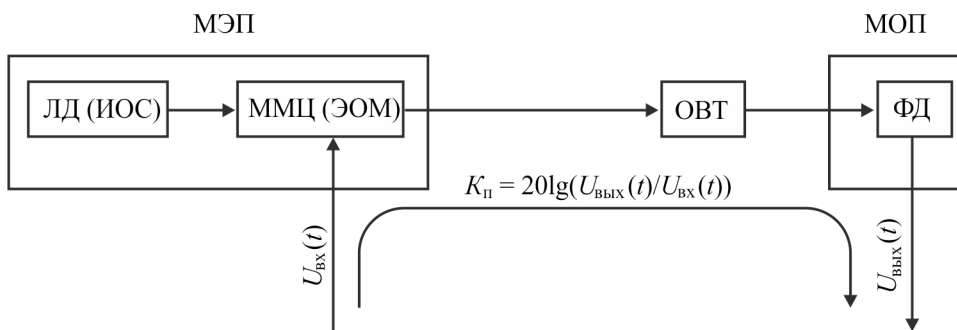 МЭП
МОП
ЛД (ИОС)
ММЦ (ЭОМ)
ОВТ
ФД
Kп = 20lg(Uвых(t)/Uвх(t))
Uвх(t)
Uвых(t)